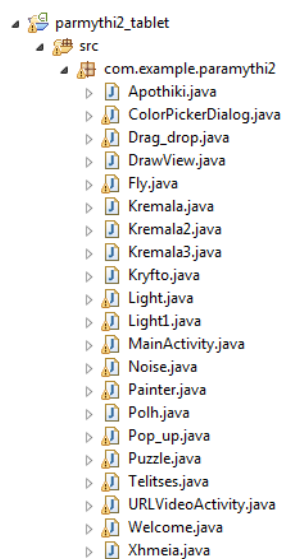 parmythi2_tablet
src
com.example.paramythi2
Apothiki.java
ColorPickerDialog.java
Drag_drop.java
DrawView.java
Fly.java
Kremala.java
Kremala2.java
Kremala3.java
Kryfto.java
Light.java
Light1.java
MainActivity.java
Noise.java
Painter.java
Polh.java
Pop_up.java
Puzzle.java
Telitses.java
URLVideoActivity.java
Welcome.java
Xhmeia.java